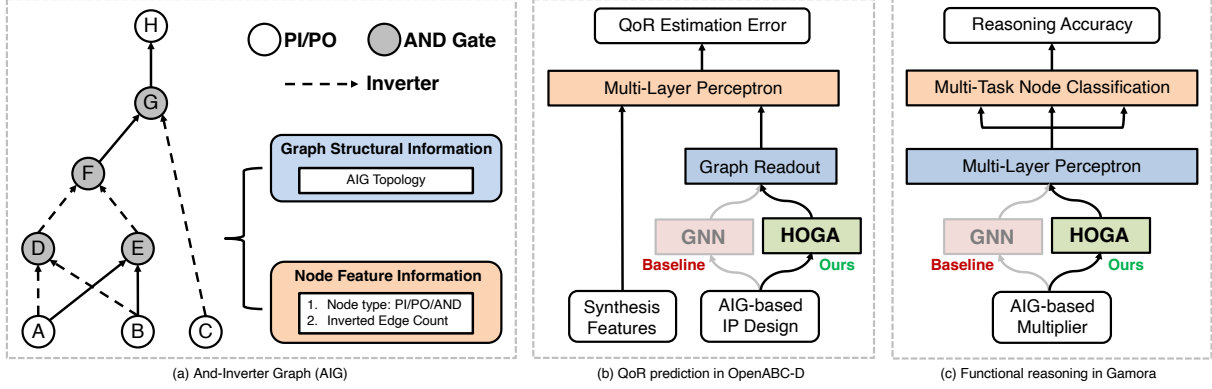 H
PI/PO
AND Gate
Inverter
G
F
D
E
A
B
C
Graph Structural Information
AIG Topology
Node Feature Information
1. Node type: PI/PO/AND
2. Inverted Edge Count
(a) And-Inverter Graph (AIG)
QoR Estimation Error
Multi-Layer Perceptron
Graph Readout
GNN
HOGA
Baseline
Ours
Synthesis
Features
AIG-based
IP Design
(b) QoR prediction in OpenABC-D
Reasoning Accuracy
Multi-Task Node Classification
Multi-Layer Perceptron
GNN
HOGA
Baseline
Ours
AIG-based
Multiplier
(c) Functional reasoning in Gamora